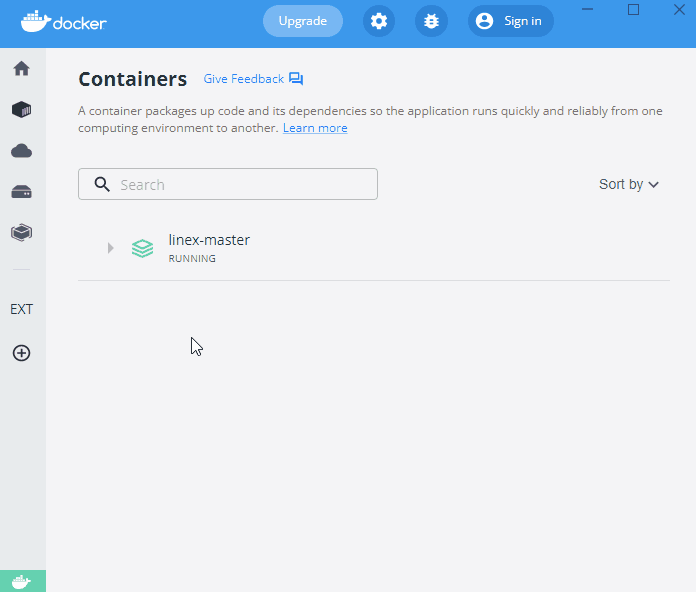 docker
Upgrade
Sign in
Containers
Give Feedback
A container packages up code and its dependencies so the application runs quickly and reliably from one
computing environment to another. Learn more
Search
Sort by
linex-master
RUNNING
EXT